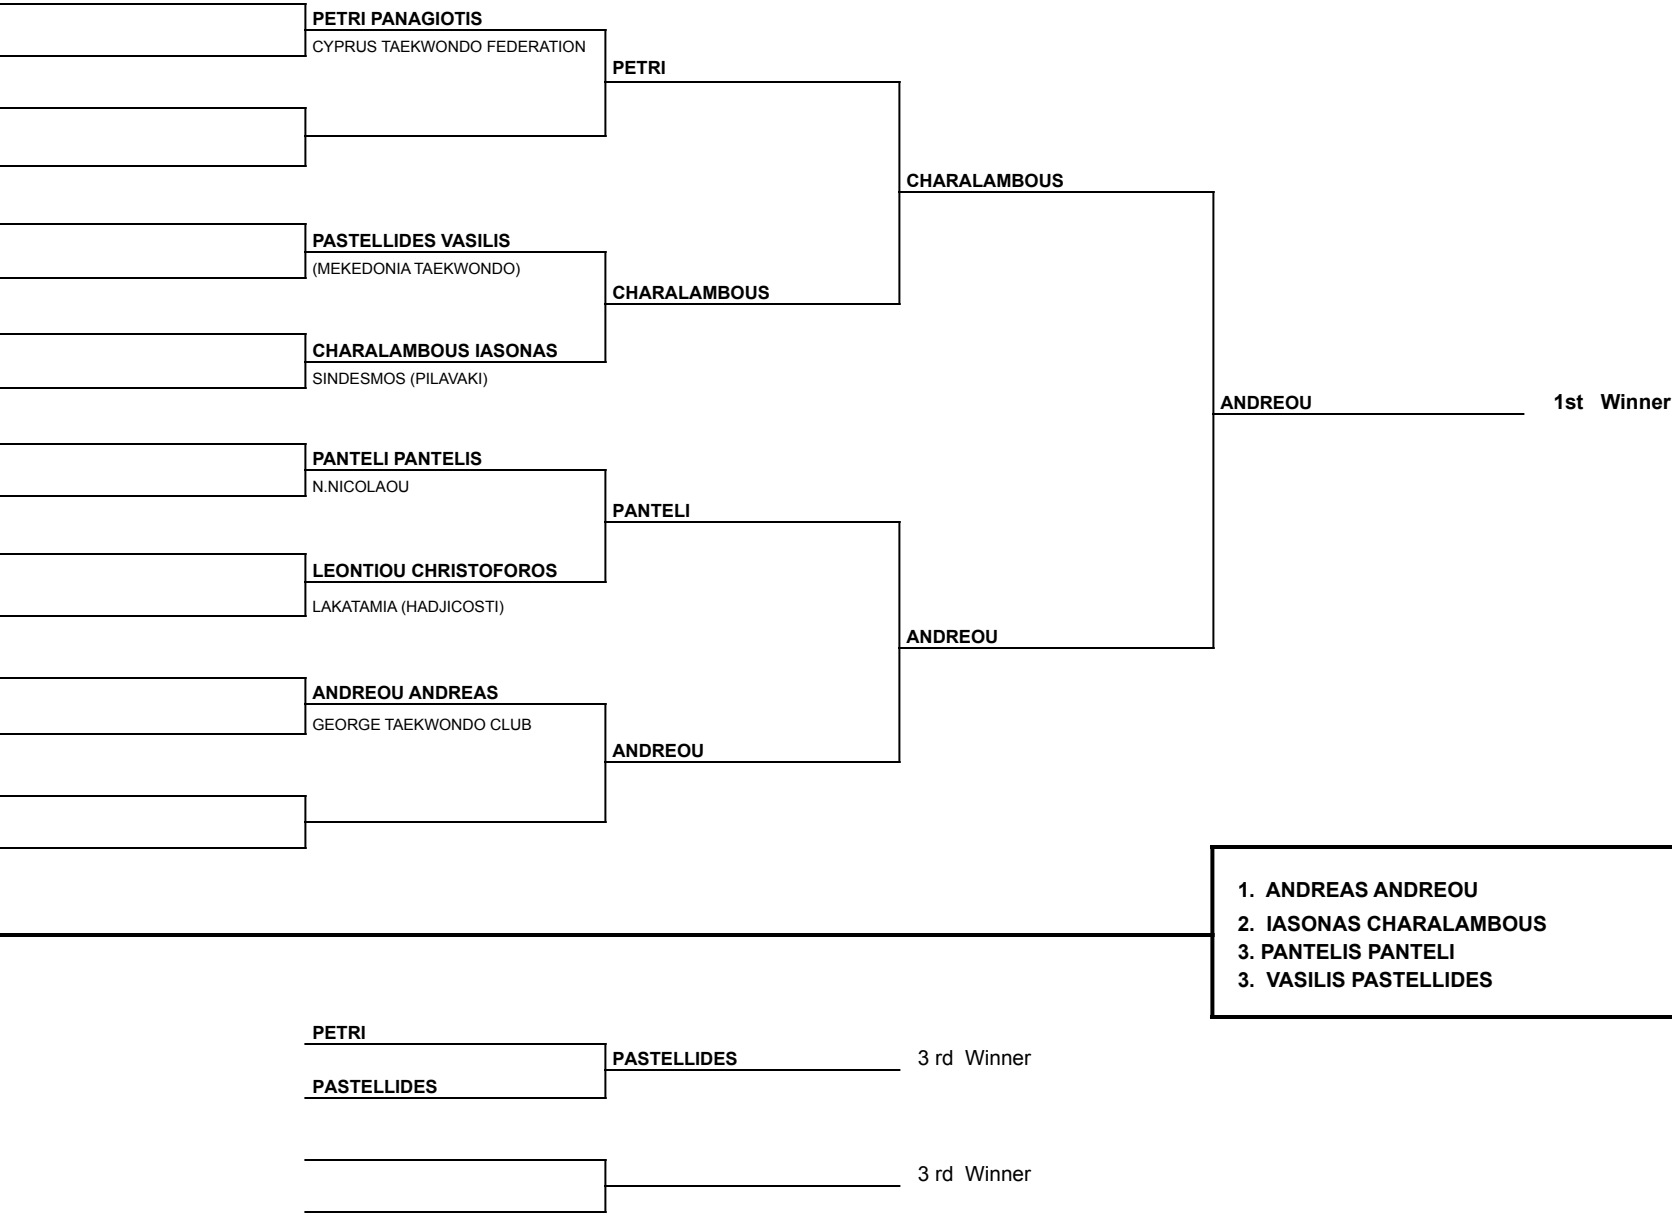 PETRI PANAGIOTIS
CYPRUS TAEKWONDO FEDERATION
PETRI
CHARALAMBOUS
PASTELLIDES VASILIS
(MEKEDONIA TAEKWONDO)
CHARALAMBOUS
CHARALAMBOUS IASONAS
SINDESMOS (PILAVAKI)
ANDREOU 1st Winner
PANTELI PANTELIS
N.NICOLAOU
PANTELI
LEONTIOU CHRISTOFOROS
LAKATAMIA (HADJICOSTI)
ANDREOU
ANDREOU ANDREAS
GEORGE TAEKWONDO CLUB
ANDREOU
1. ANDREAS ANDREOU
2. IASONAS CHARALAMBOUS
3. PANTELIS PANTELI
3. VASILIS PASTELLIDES
PETRI
PASTELLIDES 3 rd Winner
PASTELLIDES
3 rd Winner